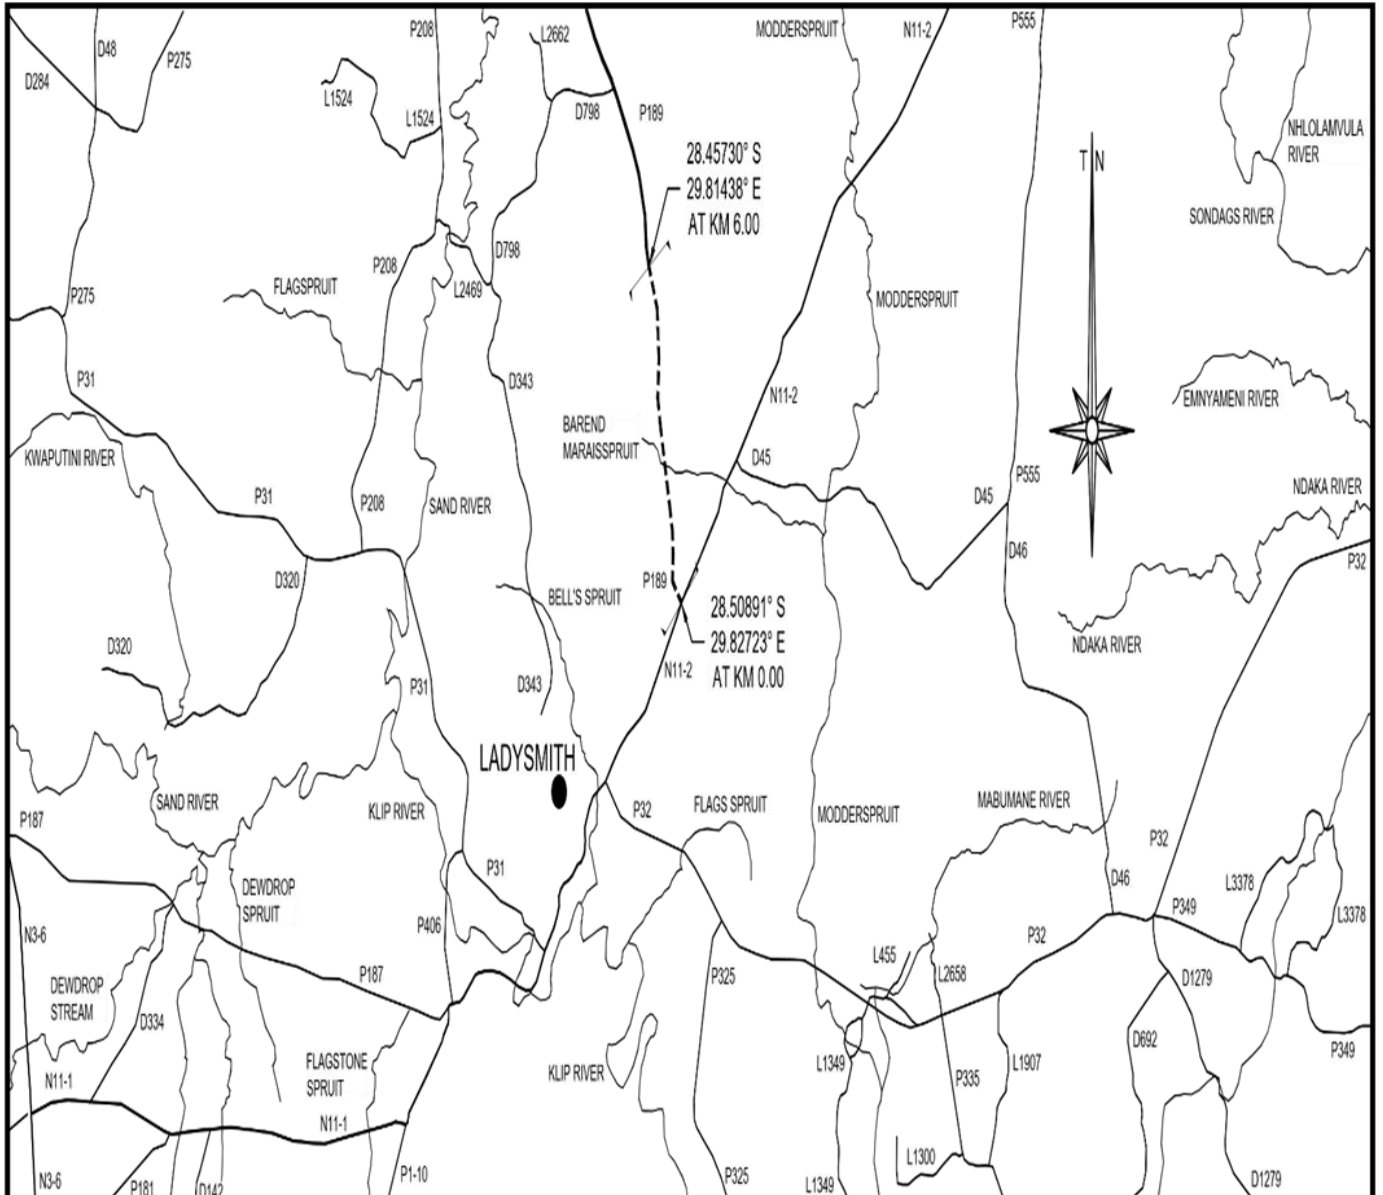 P208
L2662
MODDERSPRUIT
N11-2
P555
D48
P275
D284
L1524
L1524
D798
P189
NHLOLAMVULA
RIVER
28.45730° S
29.81438° E
AT KM 6.00
T N
SONDAGS RIVER
P208
D798
L2469
FLAGSPRUIT
P275
MODDERSPRUIT
P31
D343
N11-2
EMNYAMENI RIVER
BAREND
MARAISSPRUIT
KWAPUTINI RIVER
D45
P555
NDAKA RIVER
P31
P208
SAND RIVER
D45
D46
P32
D320
P189
BELL'S SPRUIT
28.50891° S
29.82723° E
AT KM 0.00
D320
NDAKA RIVER
P31
D343
N11-2
LADYSMITH
SAND RIVER
KLIP RIVER
P32
FLAGS SPRUIT
MODDERSPRUIT
MABUMANE RIVER
P187
P32
P31
DEWDROP
SPRUIT
D46
L3378
P349
L3378
N3-6
P406
P32
P187
P325
L455
L2658
D1279
DEWDROP
STREAM
D334
FLAGSTONE
SPRUIT
KLIP RIVER
L1349
P335
L1907
D692
P349
N11-1
N11-1
L1300
N3-6
P181
D142
P1-10
P325
L1349
D1279